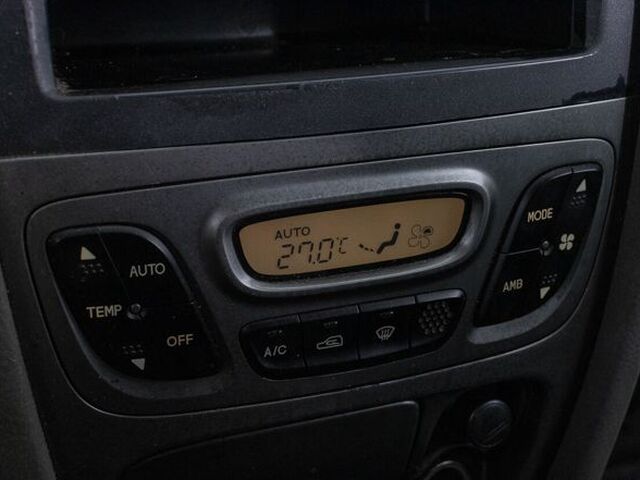 AUTO
27.0°C
AUTO
TEMP
OFF
MODE
AMB
A/C